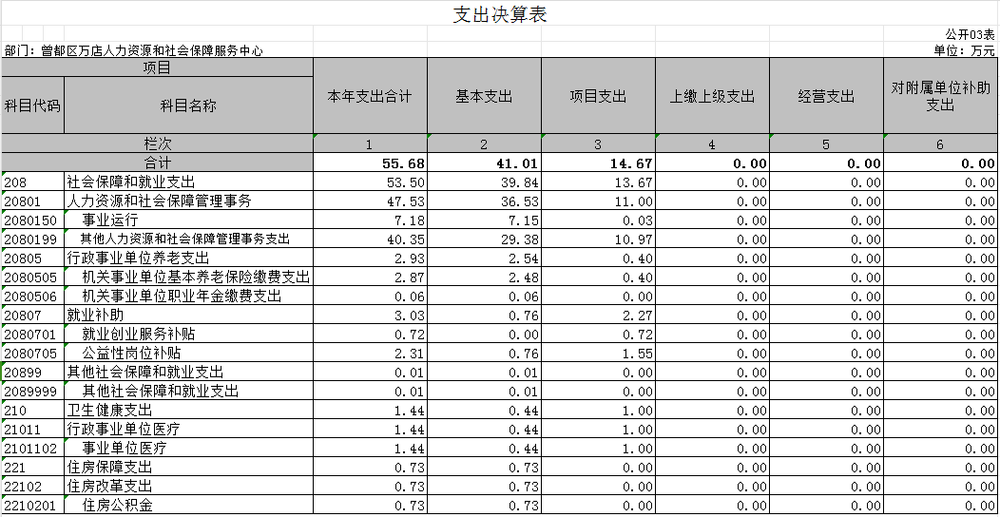 支出决算表
公开03表
部门：曾都区万店人力资源和社会保障服务中心 单位：万元
项目 本年支出合计 基本支出 项目支出 上缴上级支出 经营支出 对附属单位补助支出
科目代码 科目名称
栏次 1 2 3 4 5 6
合计 55.68 41.01 14.67 0.00 0.00 0.00
208 社会保障和就业支出 53.50 39.84 13.67 0.00 0.00 0.00
20801 人力资源和社会保障管理事务 47.53 36.53 11.00 0.00 0.00 0.00
2080150 事业运行 7.18 7.15 0.03 0.00 0.00 0.00
2080199 其他人力资源和社会保障管理事务支出 40.35 29.38 10.97 0.00 0.00 0.00
20805 行政事业单位养老支出 2.93 2.54 0.40 0.00 0.00 0.00
2080505 机关事业单位基本养老保险缴费支出 2.87 2.48 0.40 0.00 0.00 0.00
2080506 机关事业单位职业年金缴费支出 0.06 0.06 0.00 0.00 0.00 0.00
20807 就业补助 3.03 0.76 2.27 0.00 0.00 0.00
2080701 就业创业服务补贴 0.72 0.00 0.72 0.00 0.00 0.00
2080705 公益性岗位补贴 2.31 0.76 1.55 0.00 0.00 0.00
20899 其他社会保障和就业支出 0.01 0.01 0.00 0.00 0.00 0.00
2089999 其他社会保障和就业支出 0.01 0.01 0.00 0.00 0.00 0.00
210 卫生健康支出 1.44 0.44 1.00 0.00 0.00 0.00
21011 行政事业单位医疗 1.44 0.44 1.00 0.00 0.00 0.00
2101102 事业单位医疗 1.44 0.44 1.00 0.00 0.00 0.00
221 住房保障支出 0.73 0.73 0.00 0.00 0.00 0.00
22102 住房改革支出 0.73 0.73 0.00 0.00 0.00 0.00
2210201 住房公积金 0.73 0.73 0.00 0.00 0.00 0.00